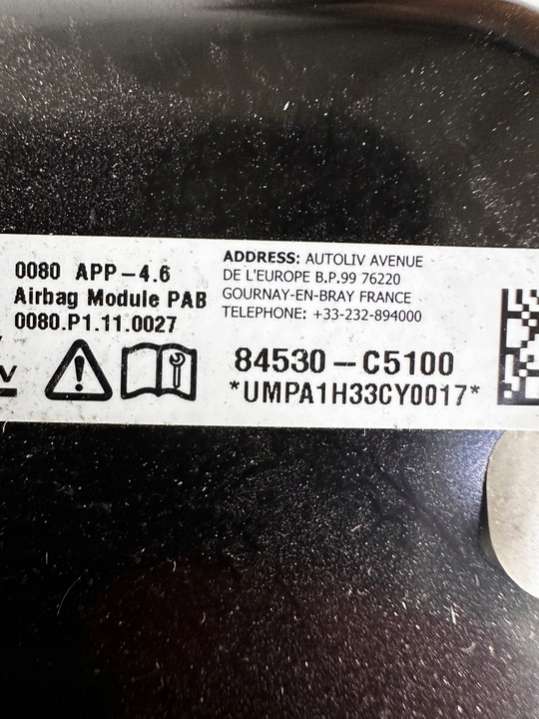 0080 APP-4.6
Airbag Module PAB
0080.P1.11.0027
ADDRESS: AUTOLIV AVENUE
DE L'EUROPE B.P.99 76220
GOURNAY-EN-BRAY FRANCE
TELEPHONE: +33-232-894000
84530-C5100
*UMPA1H33CY0017*